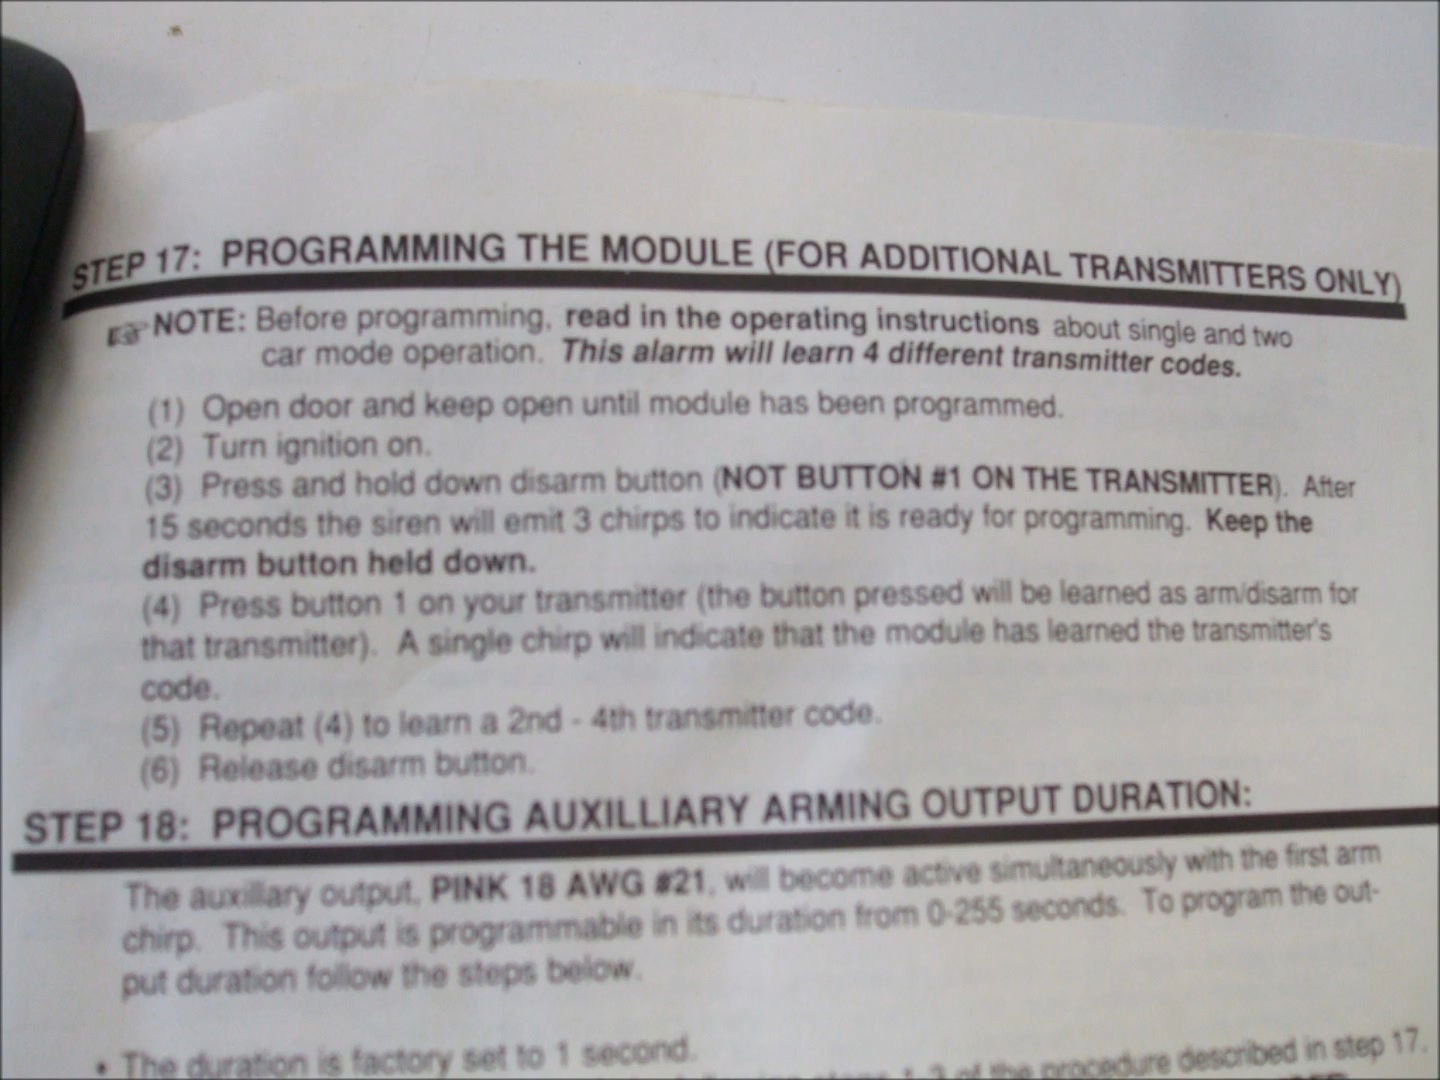 STEP 17: PROGRAMMING THE MODULE (FOR ADDITIONAL TRANSMITTERS ONLY)
☞ NOTE: Before programming, read in the operating instructions about single and two
car mode operation. This alarm will learn 4 different transmitter codes.
(1) Open door and keep open until module has been programmed.
(2) Turn ignition on.
(3) Press and hold down disarm button (NOT BUTTON #1 ON THE TRANSMITTER). After
15 seconds the siren will emit 3 chirps to indicate it is ready for programming. Keep the
disarm button held down.
(4) Press button 1 on your transmitter (the button pressed will be learned as arm/disarm for
that transmitter). A single chirp will indicate that the module has learned the transmitter's
code.
(5) Repeat (4) to learn a 2nd - 4th transmitter code.
(6) Release disarm button.
STEP 18: PROGRAMMING AUXILLIARY ARMING OUTPUT DURATION:
The auxillary output, PINK 18 AWG #21, will become active simultaneously with the first arm
chirp. This output is programmable in its duration from 0-255 seconds. To program the out-
put duration follow the steps below.
• The duration is factory set to 1 second.
steps 1-3 of the procedure described in step 17.